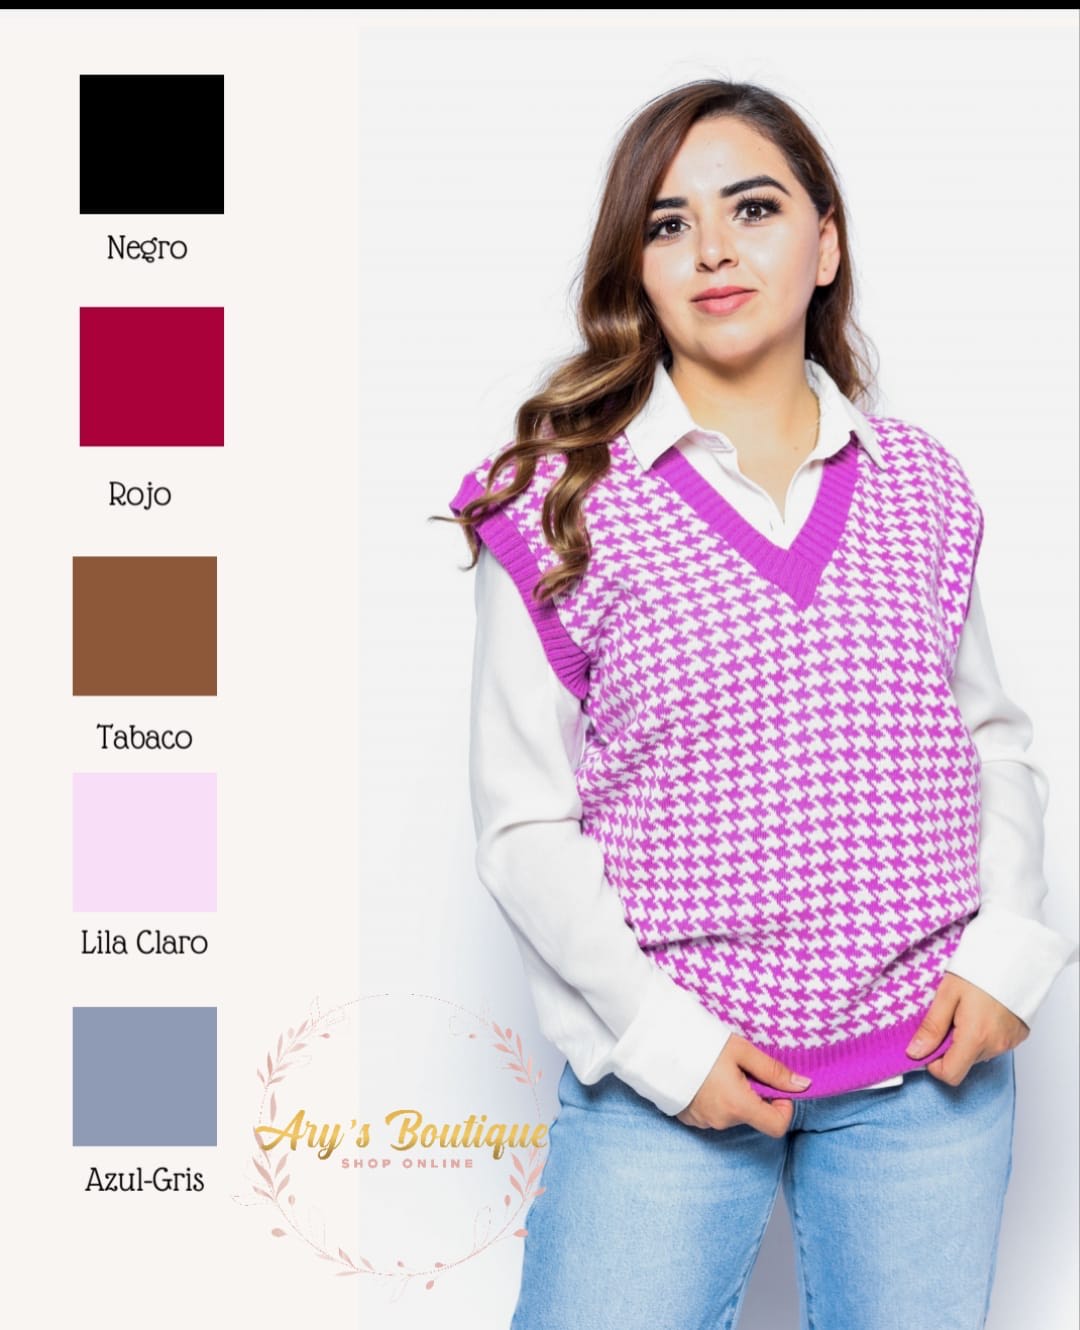 Negro
Rojo
Tabaco
Lila Claro
Azul-Gris
Ary's Boutique
SHOP ONLINE